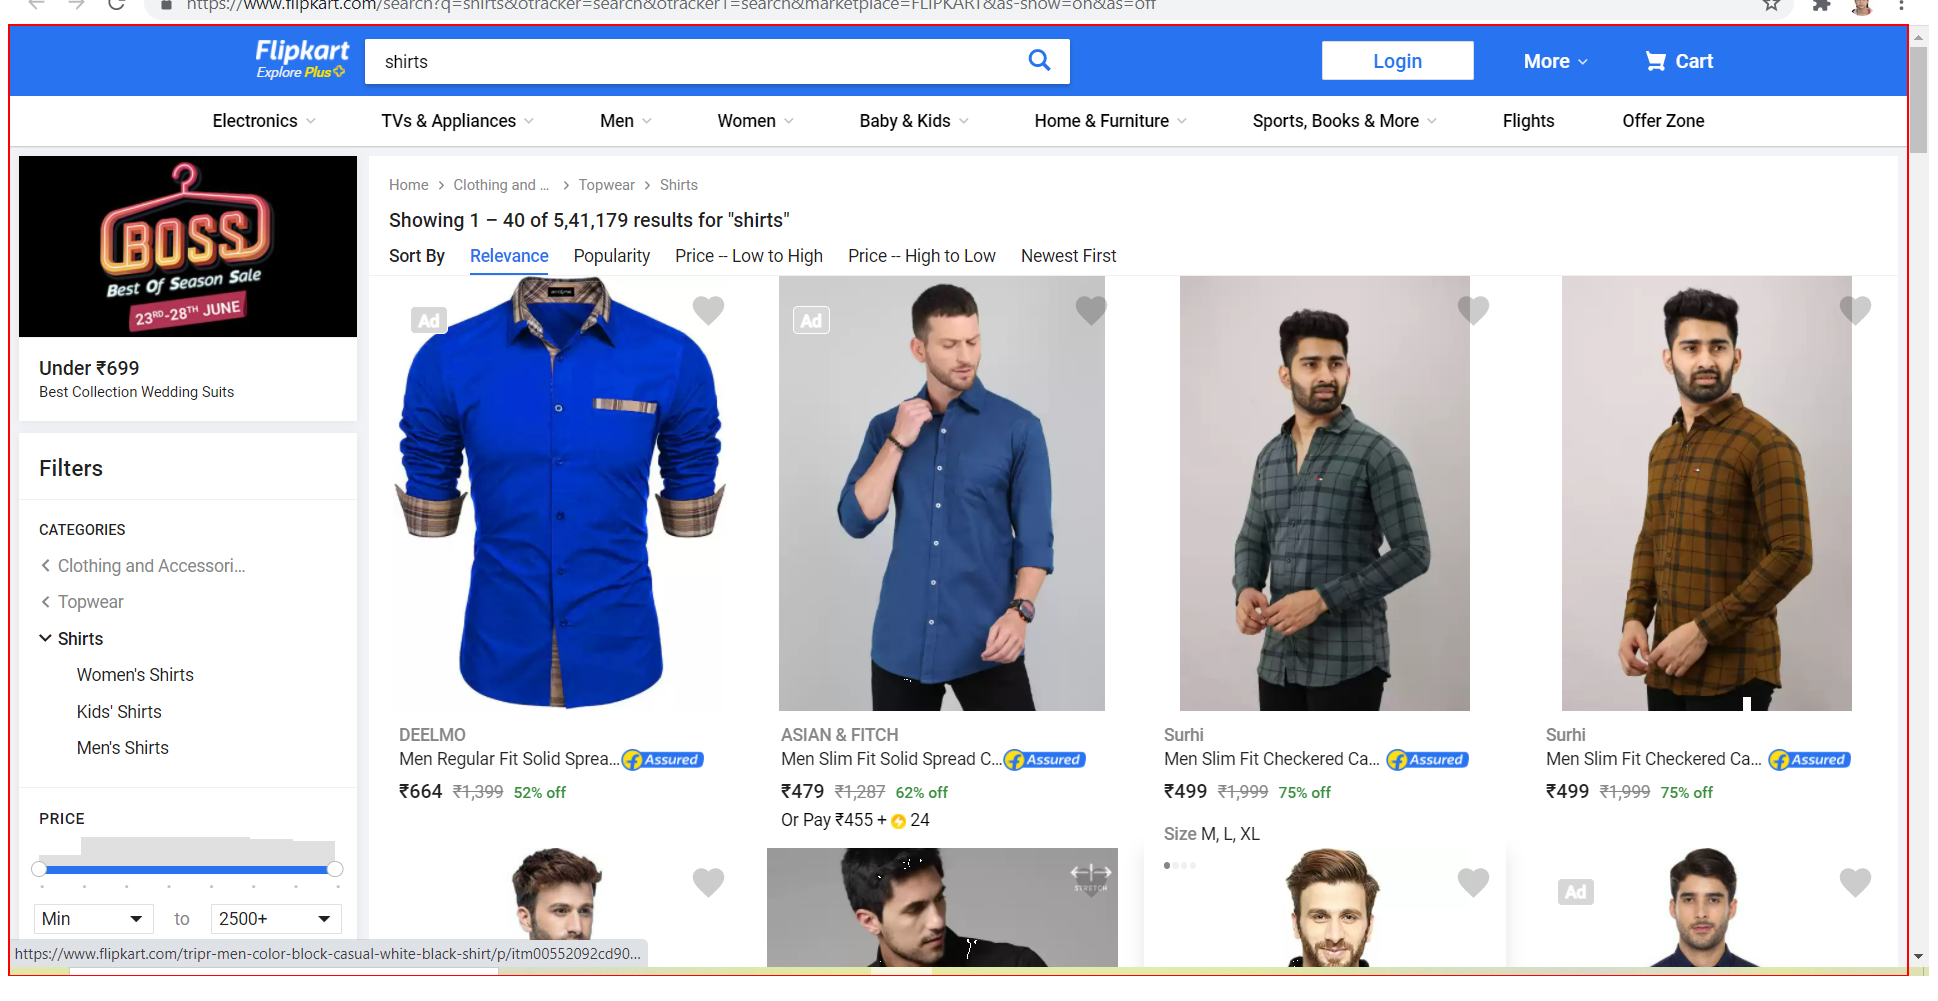 https://www.flipkart.com/search?q=shirts&otracker=search&otracker1=search&marketplace=FLIPKART&as-show=on&as=off
Flipkart
Explore Plus
shirts
Login
More
Cart
Electronics
TVs & Appliances
Men
Women
Baby & Kids
Home & Furniture
Sports, Books & More
Flights
Offer Zone
BOSS
Best Of Season Sale
23RD-28TH JUNE
Under ₹699
Best Collection Wedding Suits
Filters
CATEGORIES
Clothing and Accessori...
Topwear
Shirts
Women's Shirts
Kids' Shirts
Men's Shirts
PRICE
Min to 2500+
Home > Clothing and ... > Topwear > Shirts
Showing 1 – 40 of 5,41,179 results for "shirts"
Sort By Relevance Popularity Price -- Low to High Price -- High to Low Newest First
Ad
DEELMO
Men Regular Fit Solid Sprea... Assured
₹664 ₹1,399 52% off
Ad
ASIAN & FITCH
Men Slim Fit Solid Spread C... Assured
₹479 ₹1,287 62% off
Or Pay ₹455 + 24
Surhi
Men Slim Fit Checkered Ca... Assured
₹499 ₹1,999 75% off
Size M, L, XL
Surhi
Men Slim Fit Checkered Ca... Assured
₹499 ₹1,999 75% off
STRETCH
Ad
https://www.flipkart.com/tripr-men-color-block-casual-white-black-shirt/p/itm00552092cd90...